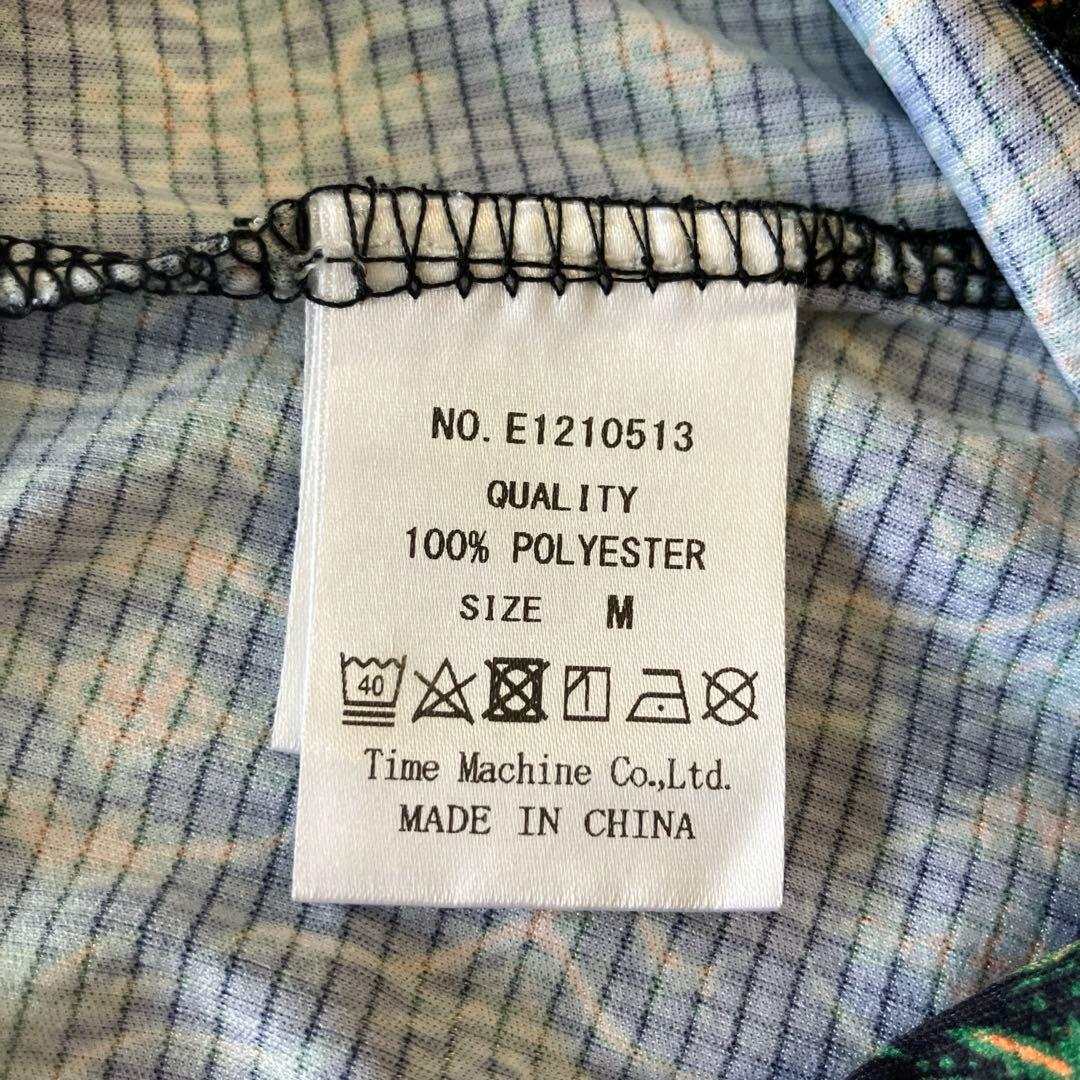 NO. E1210513
QUALITY
100% POLYESTER
SIZE M
40
Time Machine Co.,Ltd.
MADE IN CHINA